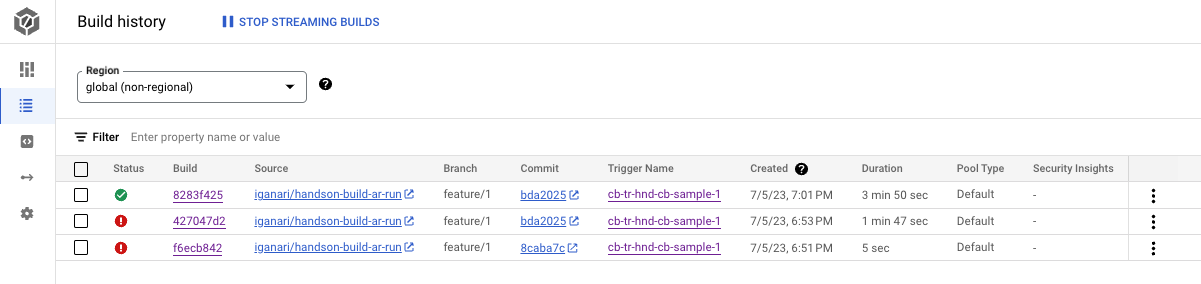 Build history
STOP STREAMING BUILDS
Region
global (non-regional)
Filter Enter property name or value
Status Build Source Branch Commit Trigger Name Created Duration Pool Type Security Insights
8283f425 iganari/handson-build-ar-run feature/1 bda2025 cb-tr-hnd-cb-sample-1 7/5/23, 7:01 PM 3 min 50 sec Default -
427047d2 iganari/handson-build-ar-run feature/1 bda2025 cb-tr-hnd-cb-sample-1 7/5/23, 6:53 PM 1 min 47 sec Default -
f6ecb842 iganari/handson-build-ar-run feature/1 8caba7c cb-tr-hnd-cb-sample-1 7/5/23, 6:51 PM 5 sec Default -